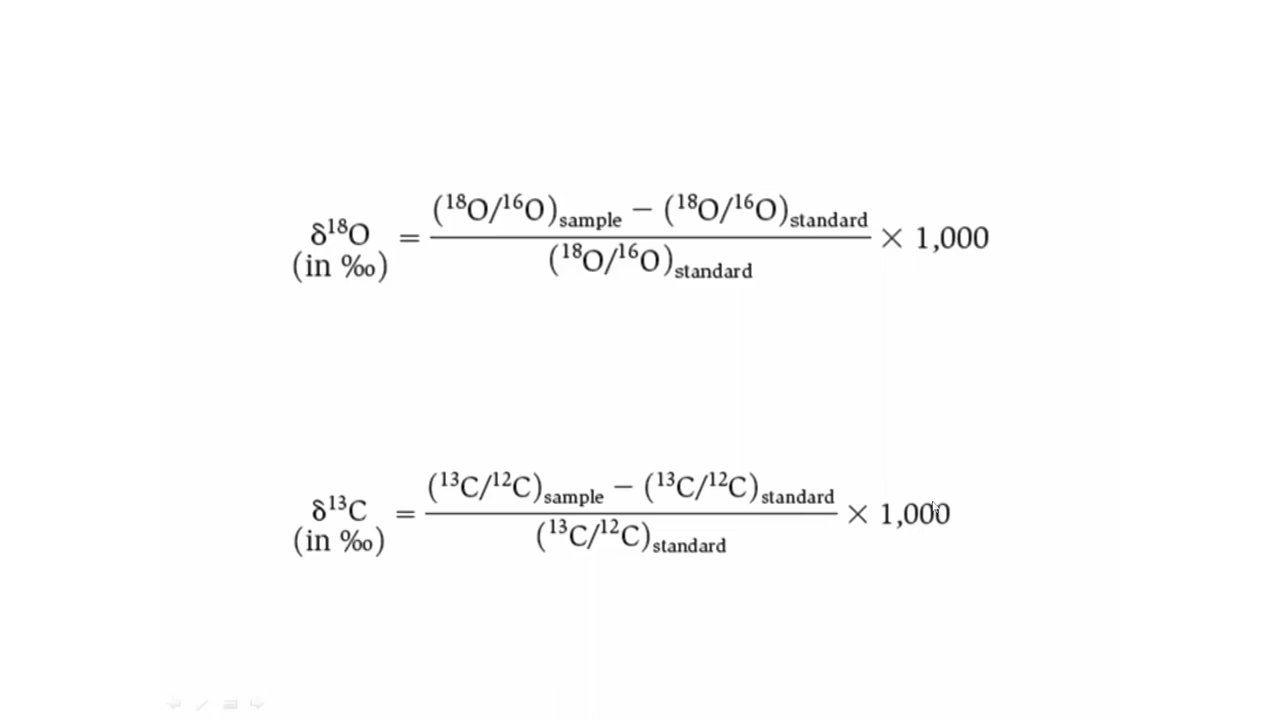 δ¹⁸O (in ‰) = (¹⁸O/¹⁶O)sample − (¹⁸O/¹⁶O)standard / (¹⁸O/¹⁶O)standard × 1,000
δ¹³C (in ‰) = (¹³C/¹²C)sample − (¹³C/¹²C)standard / (¹³C/¹²C)standard × 1,000